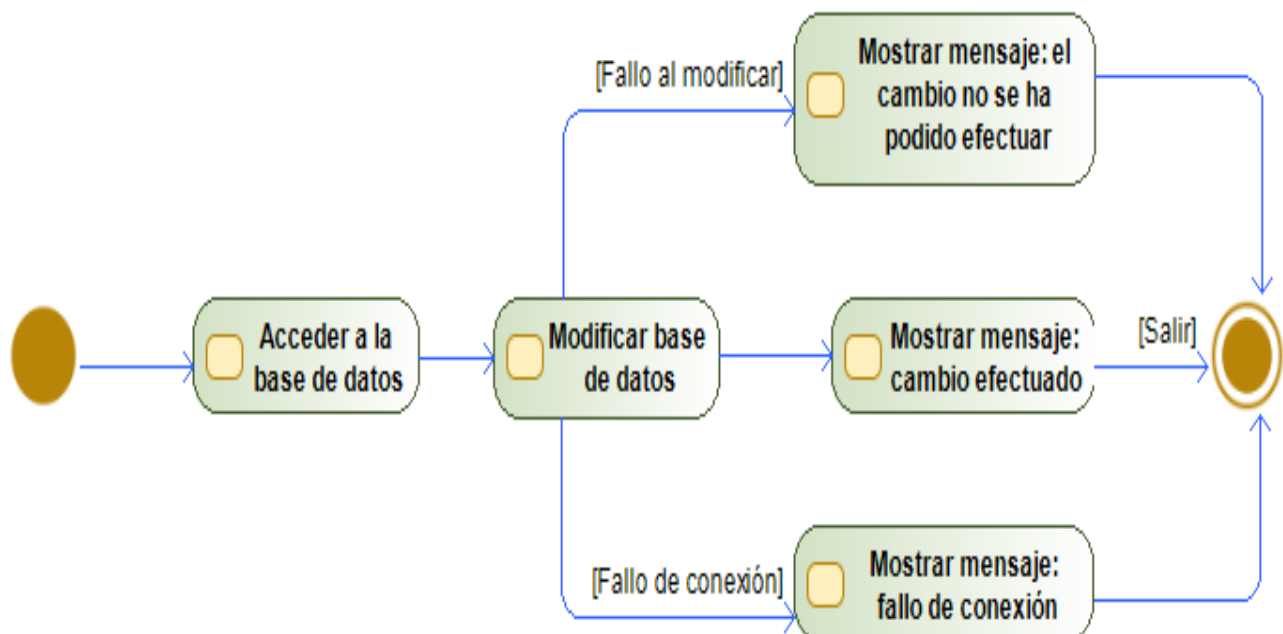 [Fallo al modificar]
Mostrar mensaje: el
cambio no se ha
podido efectuar
Acceder a la
base de datos
Modificar base
de datos
Mostrar mensaje:
cambio efectuado
[Salir]
[Fallo de conexión]
Mostrar mensaje:
fallo de conexión